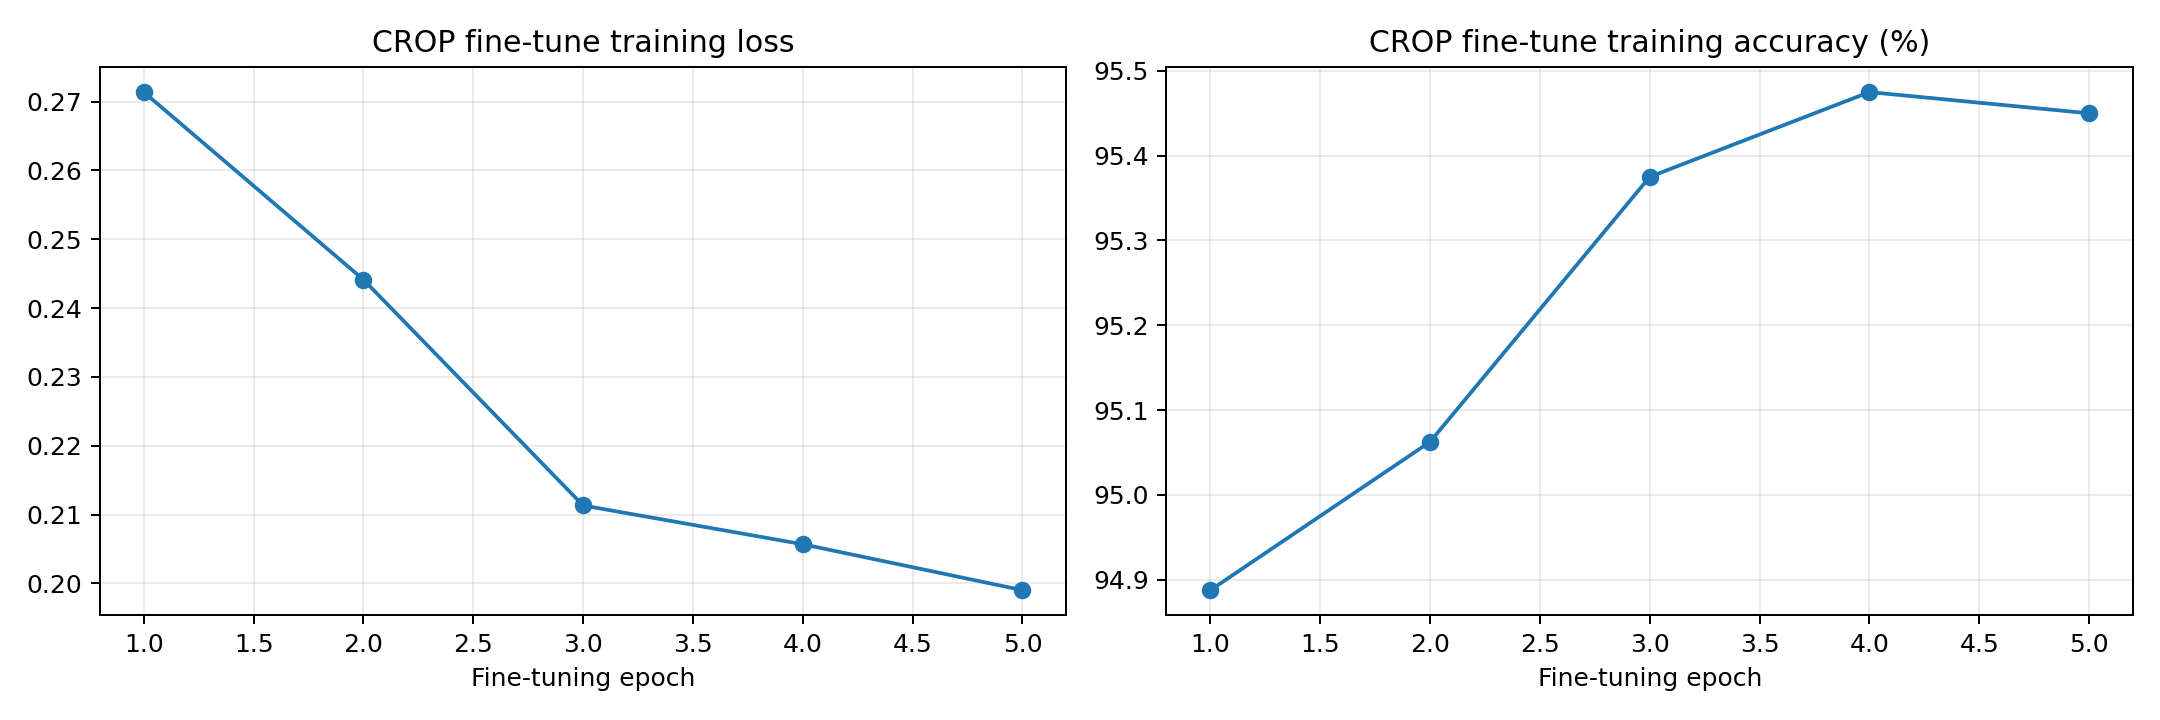 CROP fine-tune training loss
0.27
0.26
0.25
0.24
0.23
0.22
0.21
0.20
1.0 1.5 2.0 2.5 3.0 3.5 4.0 4.5 5.0
Fine-tuning epoch
CROP fine-tune training accuracy (%)
95.5
95.4
95.3
95.2
95.1
95.0
94.9
1.0 1.5 2.0 2.5 3.0 3.5 4.0 4.5 5.0
Fine-tuning epoch